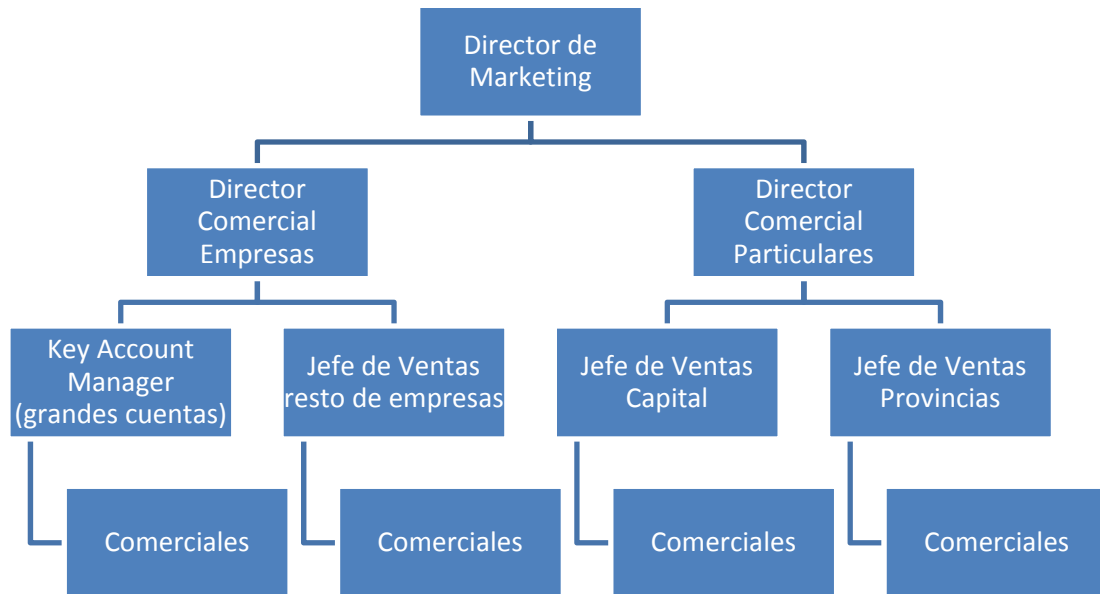 Director de
Marketing
Director
Comercial
Empresas
Director
Comercial
Particulares
Key Account
Manager
(grandes cuentas)
Jefe de Ventas
resto de empresas
Jefe de Ventas
Capital
Jefe de Ventas
Provincias
Comerciales
Comerciales
Comerciales
Comerciales